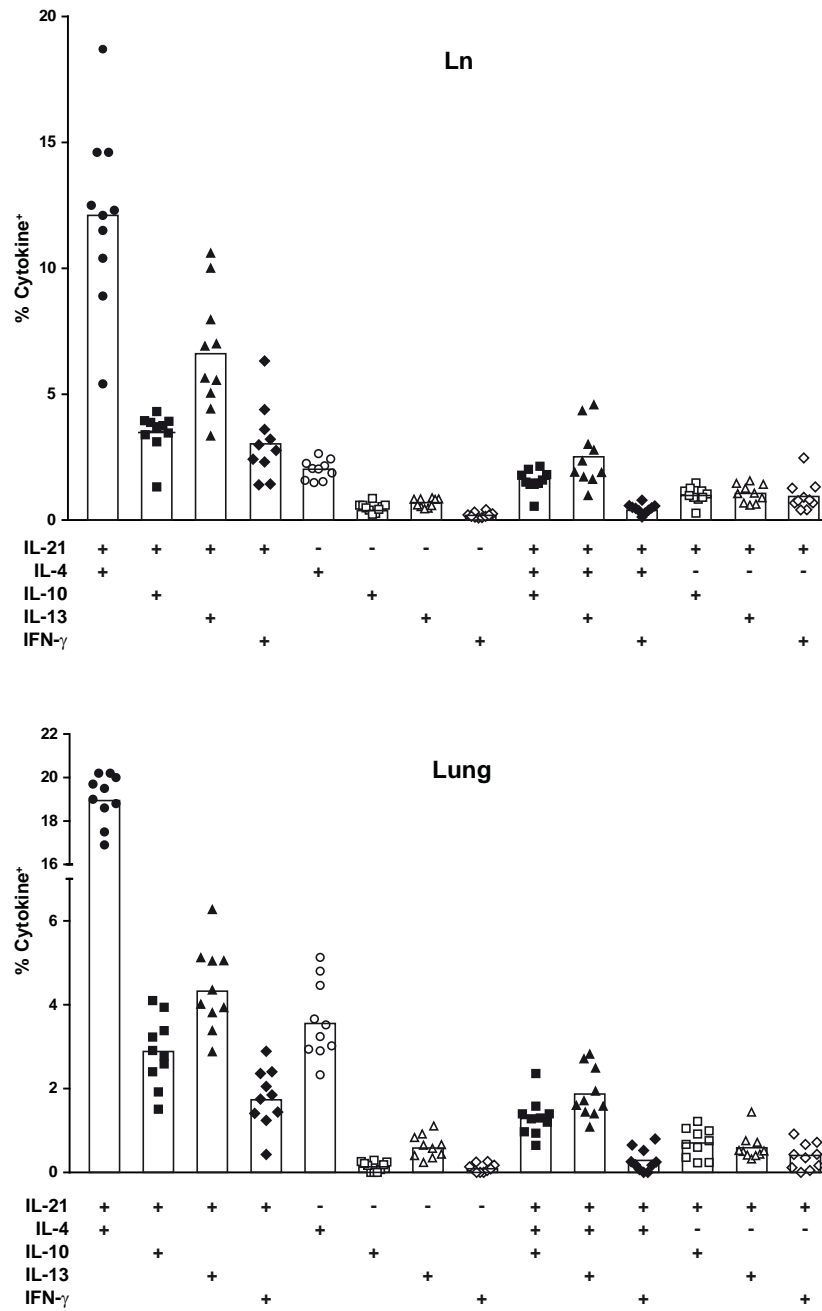 20
Ln
15
10
% Cytokine⁺
5
0
IL-21 + + + + - - - - + + + + + +
IL-4 + + + + + - - -
IL-10 + + + +
IL-13 + + + +
IFN-γ + + + +
22
Lung
20
18
16
% Cytokine⁺
6
4
2
0
IL-21 + + + + - - - - + + + + + +
IL-4 + + + + + - - -
IL-10 + + + +
IL-13 + + + +
IFN-γ + + + +